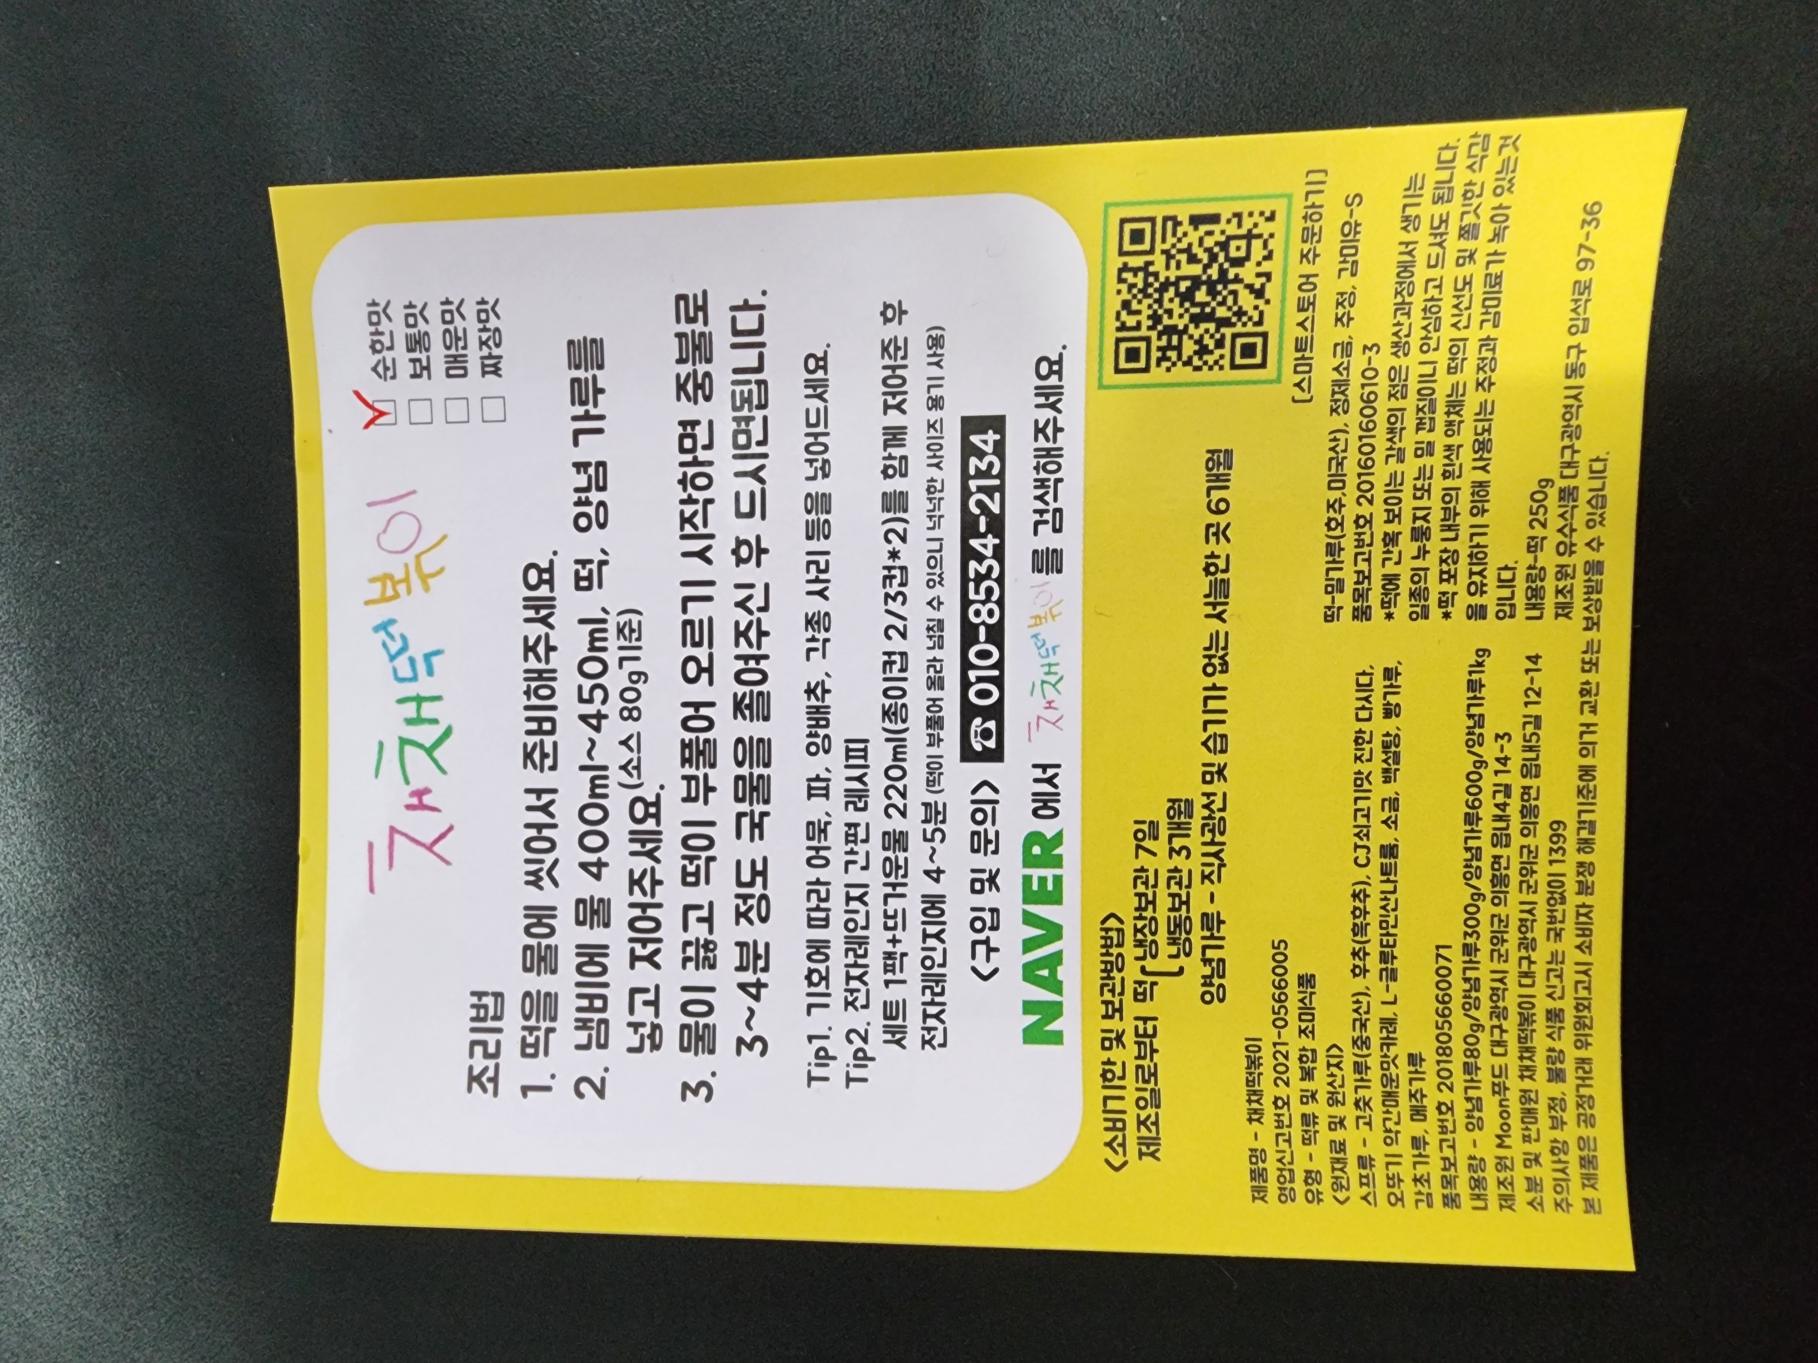 채채떡볶이
순한맛
보통맛
매운맛
짜장맛
조리법
1. 떡을 물에 씻어서 준비해주세요.
2. 냄비에 물 400ml~450ml, 떡, 양념 가루를
넣고 저어주세요.(소스 80g기준)
3. 물이 끓고 떡이 부풀어 오르기 시작하면 중불로
3~4분 정도 국물을 졸여주신 후 드시면됩니다.
Tip1. 기호에 따라 어묵, 파, 양배추, 각종 사리 등을 넣어드세요.
Tip2. 전자레인지 간편 레시피
세트 1팩+뜨거운물 220ml(종이컵 2/3컵*2)를 함께 저어준 후
전자레인지에 4~5분 (떡이 부풀어 올라 넘칠 수 있으니 넉넉한 사이즈 용기 사용)
<구입 및 문의> ☎ 010-8534-2134
NAVER 에서 채채떡볶이 를 검색해주세요.
<소비기한 및 보관방법>
제조일로부터 떡 [ 냉장보관 7일
냉동보관 3개월
양념가루 - 직사광선 및 습기가 없는 서늘한 곳 6개월
[스마트스토어 주문하기]
제품명 - 채채떡볶이
영업신고번호 2021-0566005
유형 - 떡류 및 복합 조미식품
<원재료 및 원산지>
스프류 - 고춧가루(중국산), 후추(흑후추), CJ쇠고기맛 진한 다시다,
오뚜기 약간매운맛카레, L-글루타민산나트륨, 소금, 백설탕, 빵가루,
감초가루, 메주가루
품목보고번호 20180566007​1
내용량 - 양념가루80g/양념가루300g/양념가루600g/양념가루1kg
제조원 Moon푸드 대구광역시 군위군 의흥면 읍내4길 14-3
소분 및 판매원 채채떡볶이 대구광역시 군위군 의흥면 읍내5길 12-14
주의사항 부정, 불량 식품 신고는 국번없이 1399
본 제품은 공정거래 위원회고시 소비자 분쟁 해결기준에 의거 교환 또는 보상받을 수 있습니다.
떡-밀가루(호주,미국산), 정제소금, 주정, 감미유-S
품목보고번호 20160160610-3
*떡에 간혹 보이는 갈색의 점은 생산과정에서 생기는
일종의 누룽지 또는 밀 껍질이니 안심하고 드셔도 됩니다.
*떡 포장 내부의 흰색 액체는 떡의 신선도 및 쫄깃한 식감
을 유지하기 위해 사용되는 주정과 감미료가 녹아 있는것
입니다.
내용량-떡 250g
제조원 유수식품 대구광역시 동구 입석로 97-36